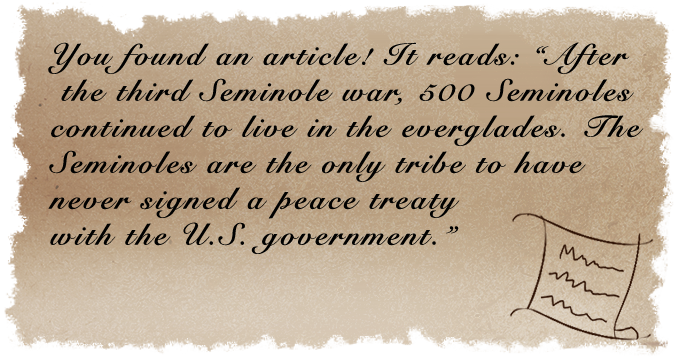 You found an article! It reads: “After
the third Seminole war, 500 Seminoles
continued to live in the everglades. The
Seminoles are the only tribe to have
never signed a peace treaty
with the U.S. government.”